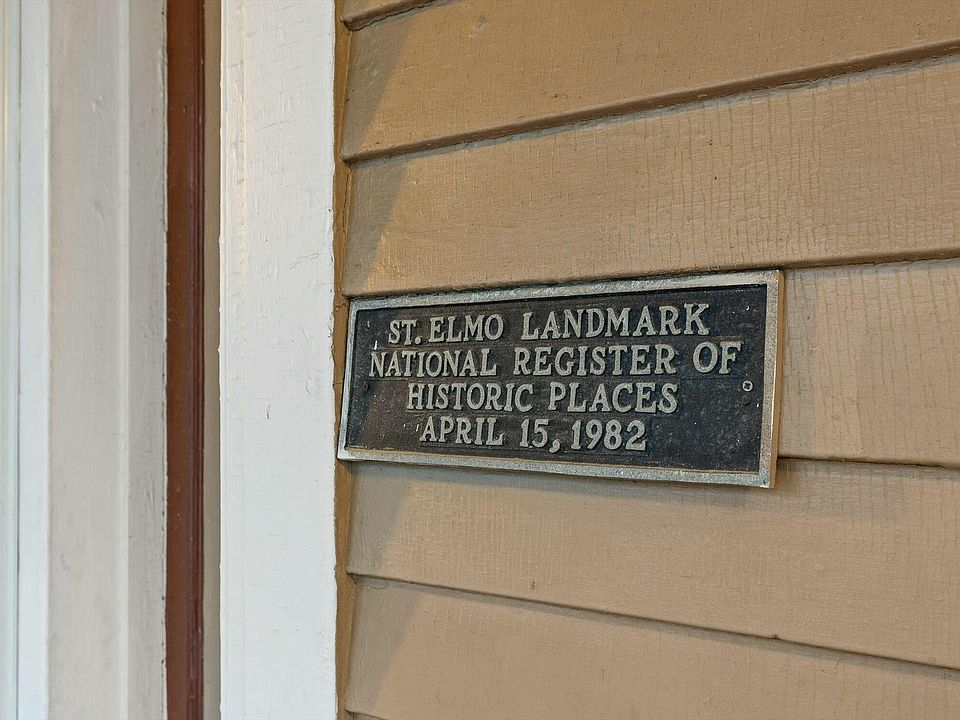 ST. ELMO LANDMARK
NATIONAL REGISTER OF
HISTORIC PLACES
APRIL 15, 1982